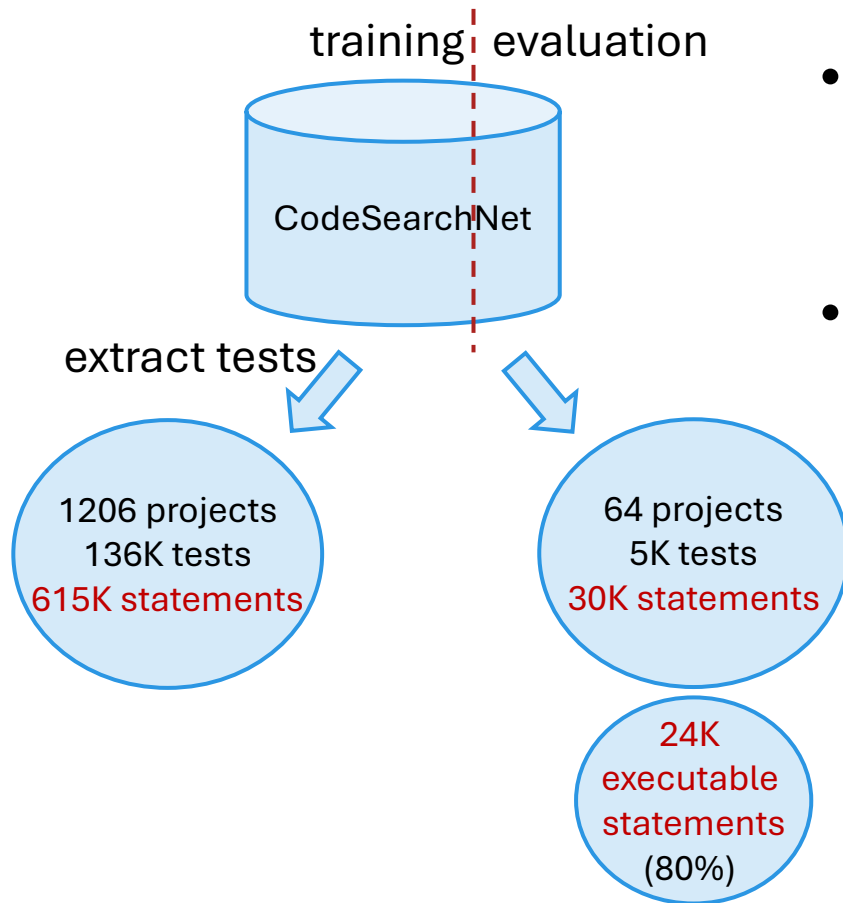 training evaluation
CodeSearchNet
extract tests
1206 projects
136K tests
615K statements
64 projects
5K tests
30K statements
24K
executable
statements
(80%)